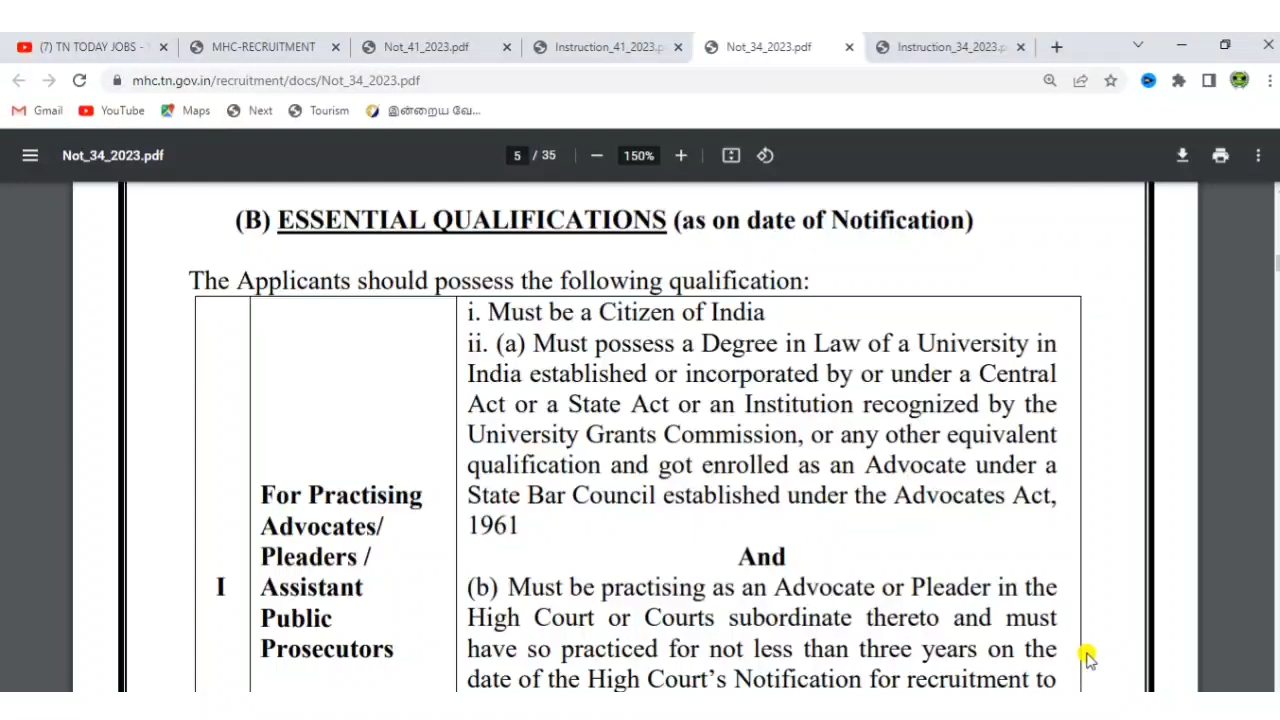 (7) TN TODAY JOBS -
MHC-RECRUITMENT
Not_41_2023.pdf
Instruction_41_2023.p
Not_34_2023.pdf
Instruction_34_2023.p
mhc.tn.gov.in/recruitment/docs/Not_34_2023.pdf
Gmail
YouTube
Maps
Next
Tourism
இன்றைய வே...
Not_34_2023.pdf
5 / 35
150%
(B) ESSENTIAL QUALIFICATIONS (as on date of Notification)
The Applicants should possess the following qualification:
I
For Practising
Advocates/
Pleaders /
Assistant
Public
Prosecutors
i. Must be a Citizen of India
ii. (a) Must possess a Degree in Law of a University in
India established or incorporated by or under a Central
Act or a State Act or an Institution recognized by the
University Grants Commission, or any other equivalent
qualification and got enrolled as an Advocate under a
State Bar Council established under the Advocates Act,
1961
And
(b) Must be practising as an Advocate or Pleader in the
High Court or Courts subordinate thereto and must
have so practiced for not less than three years on the
date of the High Court's Notification for recruitment to